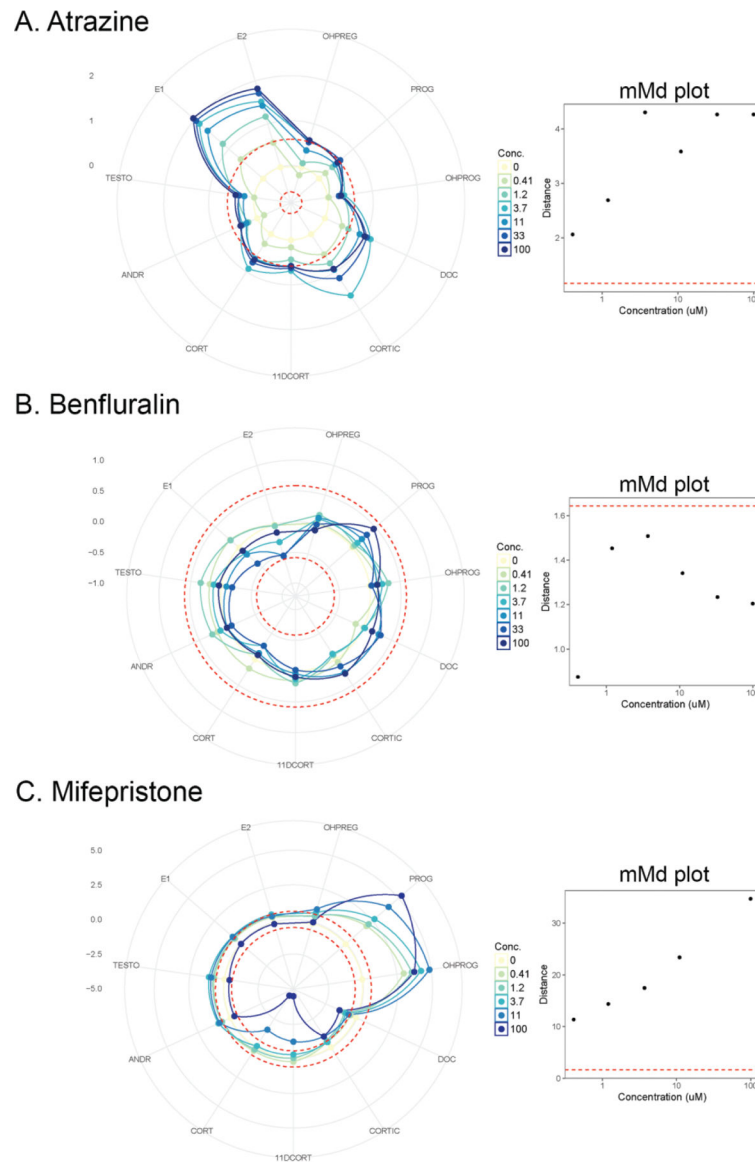 A. Atrazine
E2
OHPREG
E1
PROG
TESTO
OHPROG
ANDR
DOC
CORT
CORTIC
11DCORT
2
1
0
Conc.
0
0.41
1.2
3.7
11
33
100
mMd plot
Distance
4
3
2
1
10
10
Concentration (uM)
B. Benfluralin
E2
OHPREG
E1
PROG
TESTO
OHPROG
ANDR
DOC
CORT
CORTIC
11DCORT
1.0
0.5
0.0
−0.5
−1.0
Conc.
0
0.41
1.2
3.7
11
33
100
mMd plot
Distance
1.6
1.4
1.2
1.0
1
10
100
Concentration (uM)
C. Mifepristone
E2
OHPREG
E1
PROG
TESTO
OHPROG
ANDR
DOC
CORT
CORTIC
11DCORT
5.0
2.5
0.0
−2.5
−5.0
Conc.
0
0.41
1.2
3.7
11
100
mMd plot
Distance
30
20
10
0
1
10
100
Concentration (uM)